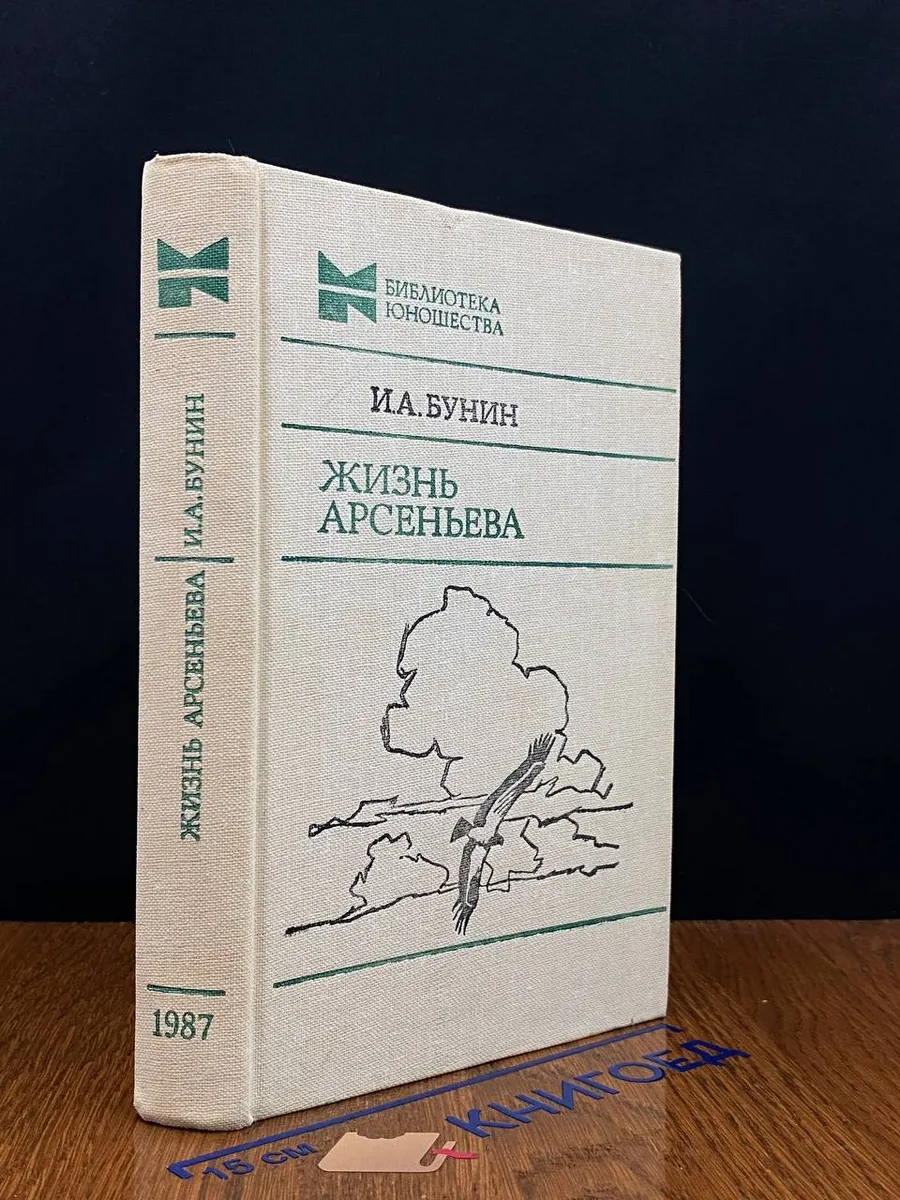 БИБЛИОТЕКА
ЮНОШЕСТВА
И.А.БУНИН
ЖИЗНЬ
АРСЕНЬЕВА
ЖИЗНЬ АРСЕНЬЕВА И.А.БУНИН
1987
15 см
КНИГОЕД